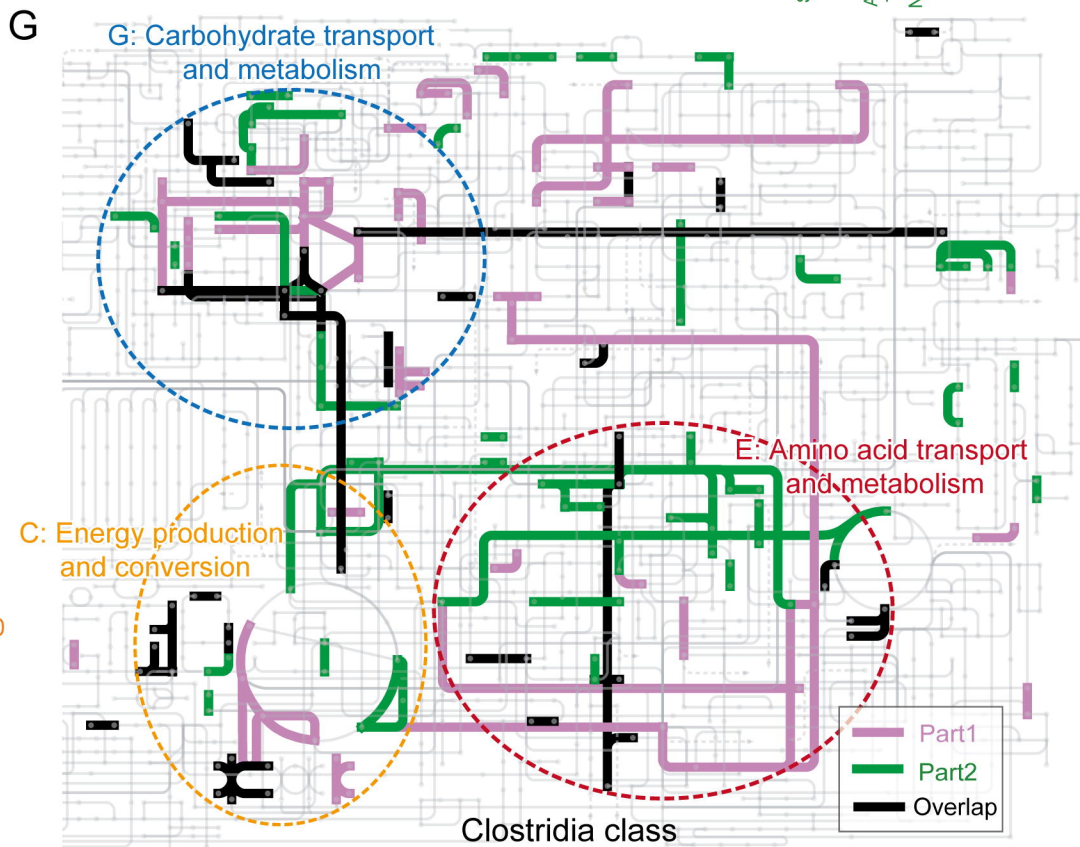 G
G: Carbohydrate transport
and metabolism
E: Amino acid transport
and metabolism
C: Energy production
and conversion
Part1
Part2
Overlap
Clostridia class